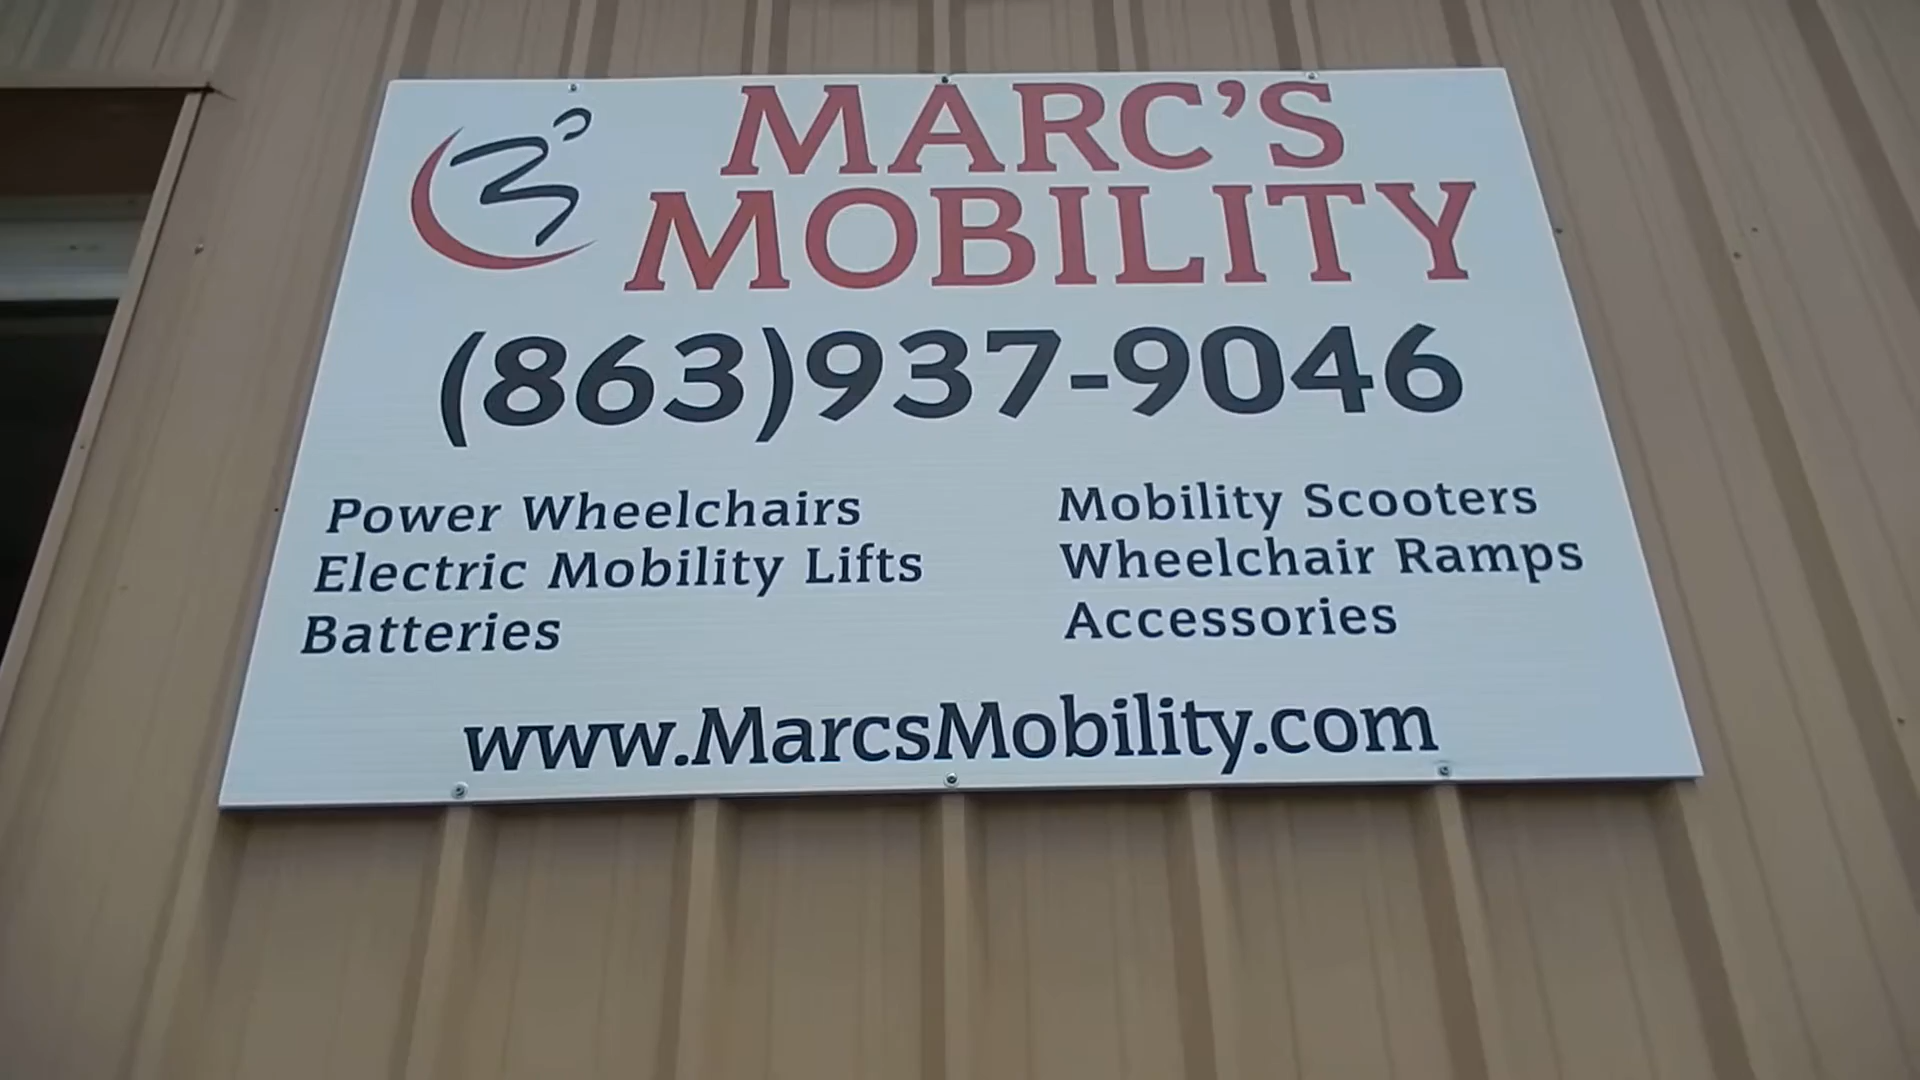 MARC'S
MOBILITY
(863)937-9046
Power Wheelchairs
Electric Mobility Lifts
Batteries
Mobility Scooters
Wheelchair Ramps
Accessories
www.MarcsMobility.com